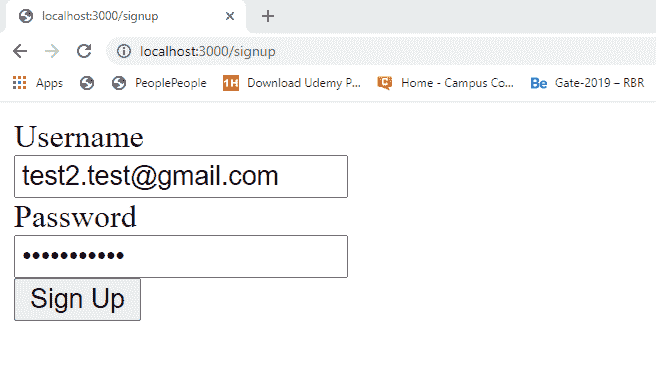 localhost:3000/signup
localhost:3000/signup
Apps PeoplePeople 1H Download Udemy P... C Home - Campus Co... Be Gate-2019 – RBR
Username
test2.test@gmail.com
Password
•••••••••••
Sign Up